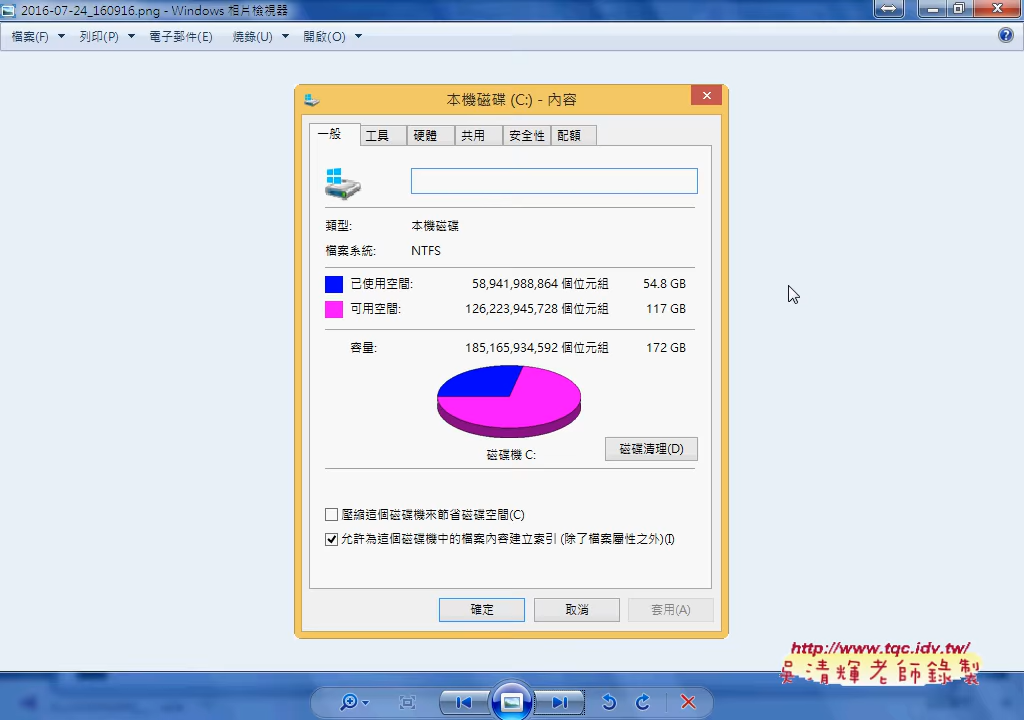 2016-07-24_160916.png - Windows 相片檢視器
檔案(F) 列印(P) 電子郵件(E) 燒錄(U) 開啟(O)
本機磁碟 (C:) - 內容
一般 工具 硬體 共用 安全性 配額
類型: 本機磁碟
檔案系統: NTFS
已使用空間: 58,941,988,864 個位元組 54.8 GB
可用空間: 126,223,945,728 個位元組 117 GB
容量: 185,165,934,592 個位元組 172 GB
磁碟機 C:
磁碟清理(D)
壓縮這個磁碟機來節省磁碟空間(C)
允許為這個磁碟機中的檔案內容建立索引 (除了檔案屬性之外)(I)
確定 取消 套用(A)
http://www.tqc.idv.tw/
吳清輝老師錄製